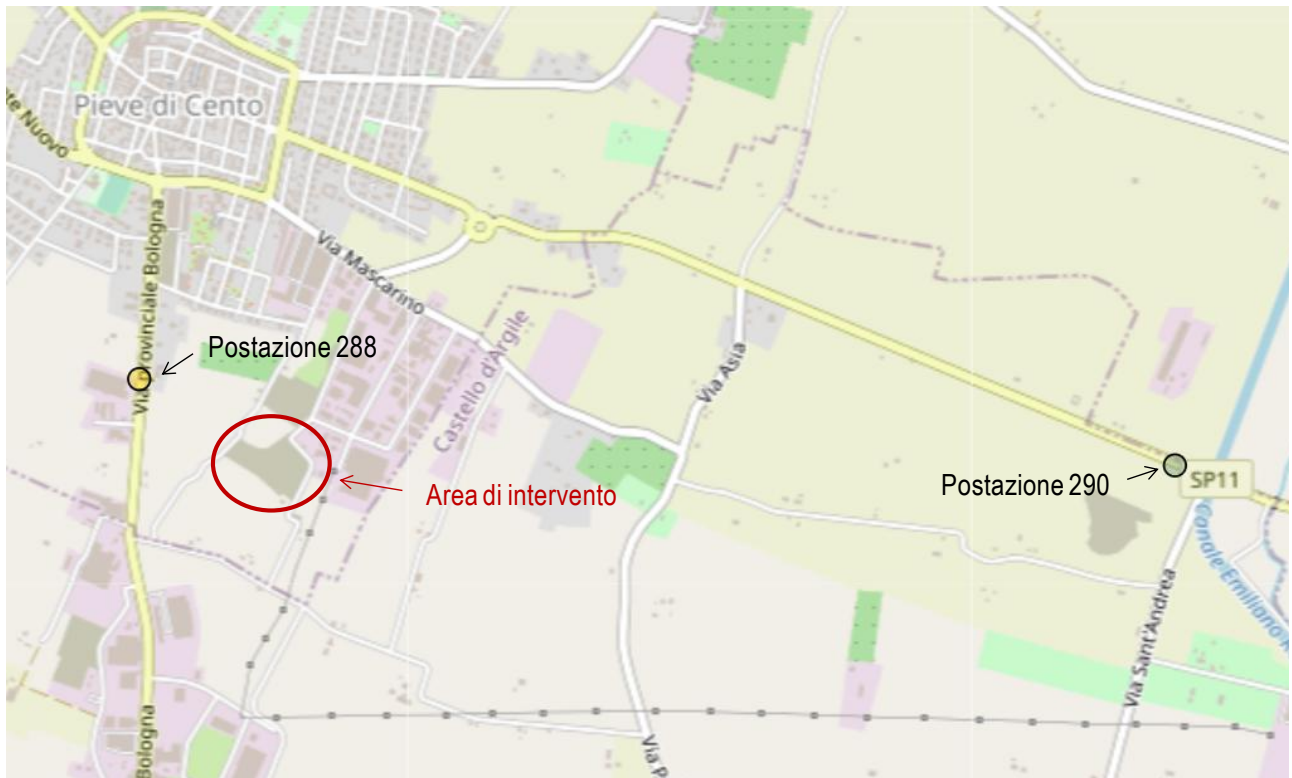 Pieve di Cento
Nuovo
Via provinciale Bologna
Via Mascarino
Postazione 288
Castello d'Argile
Via Asia
Area di intervento
Postazione 290
SP11
Canale Emiliano
Via Sant'Andrea
Bologna
Via P